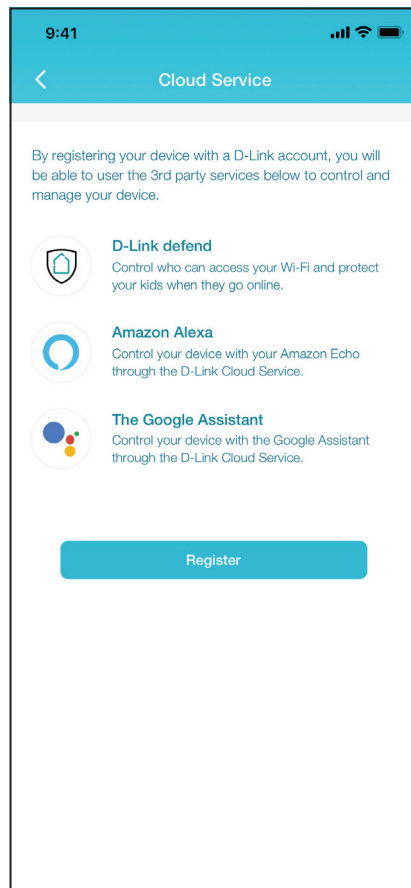 9:41
Cloud Service
By registering your device with a D-Link account, you will
be able to user the 3rd party services below to control and
manage your device.
D-Link defend
Control who can access your Wi-Fi and protect
your kids when they go online.
Amazon Alexa
Control your device with your Amazon Echo
through the D-Link Cloud Service.
The Google Assistant
Control your device with the Google Assistant
through the D-Link Cloud Service.
Register